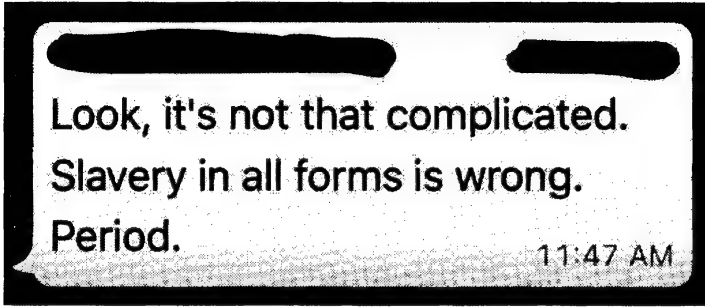 Look, it's not that complicated.
Slavery in all forms is wrong.
Period.
11:47 AM